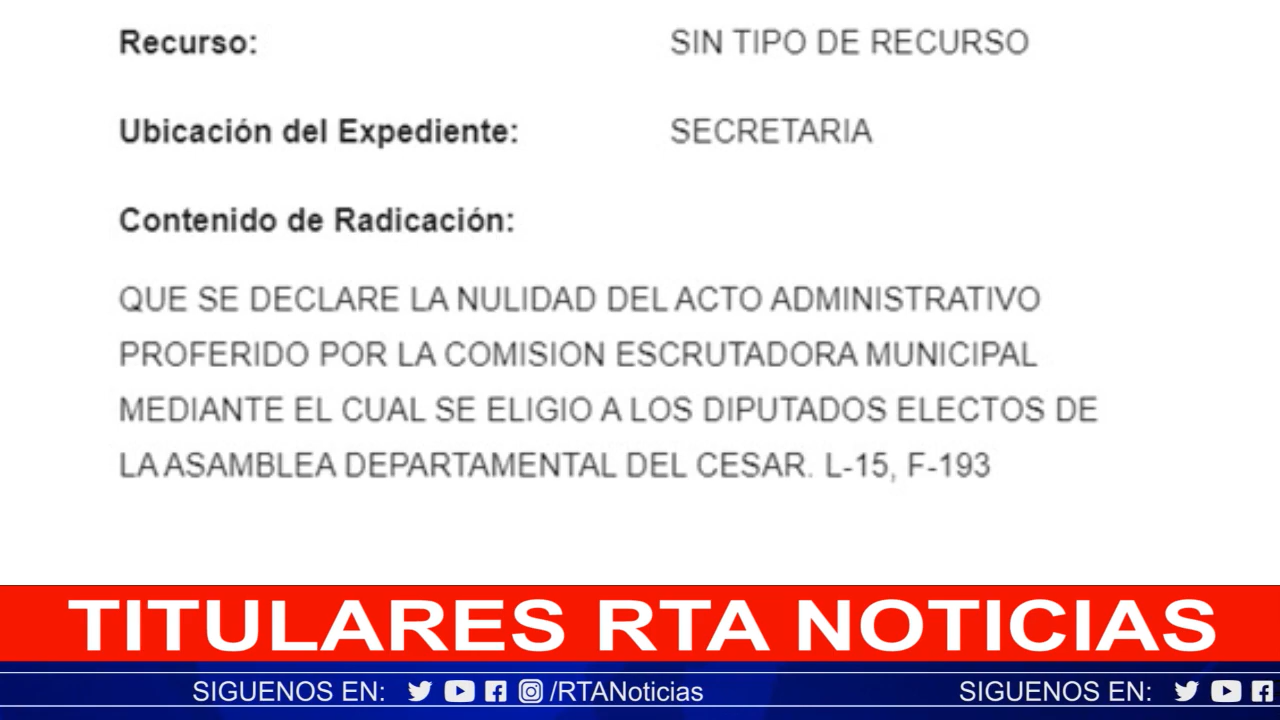 Recurso: SIN TIPO DE RECURSO
Ubicación del Expediente: SECRETARIA
Contenido de Radicación:
QUE SE DECLARE LA NULIDAD DEL ACTO ADMINISTRATIVO
PROFERIDO POR LA COMISION ESCRUTADORA MUNICIPAL
MEDIANTE EL CUAL SE ELIGIO A LOS DIPUTADOS ELECTOS DE
LA ASAMBLEA DEPARTAMENTAL DEL CESAR. L-15, F-193
TITULARES RTA NOTICIAS
SIGUENOS EN: /RTANoticias SIGUENOS EN: